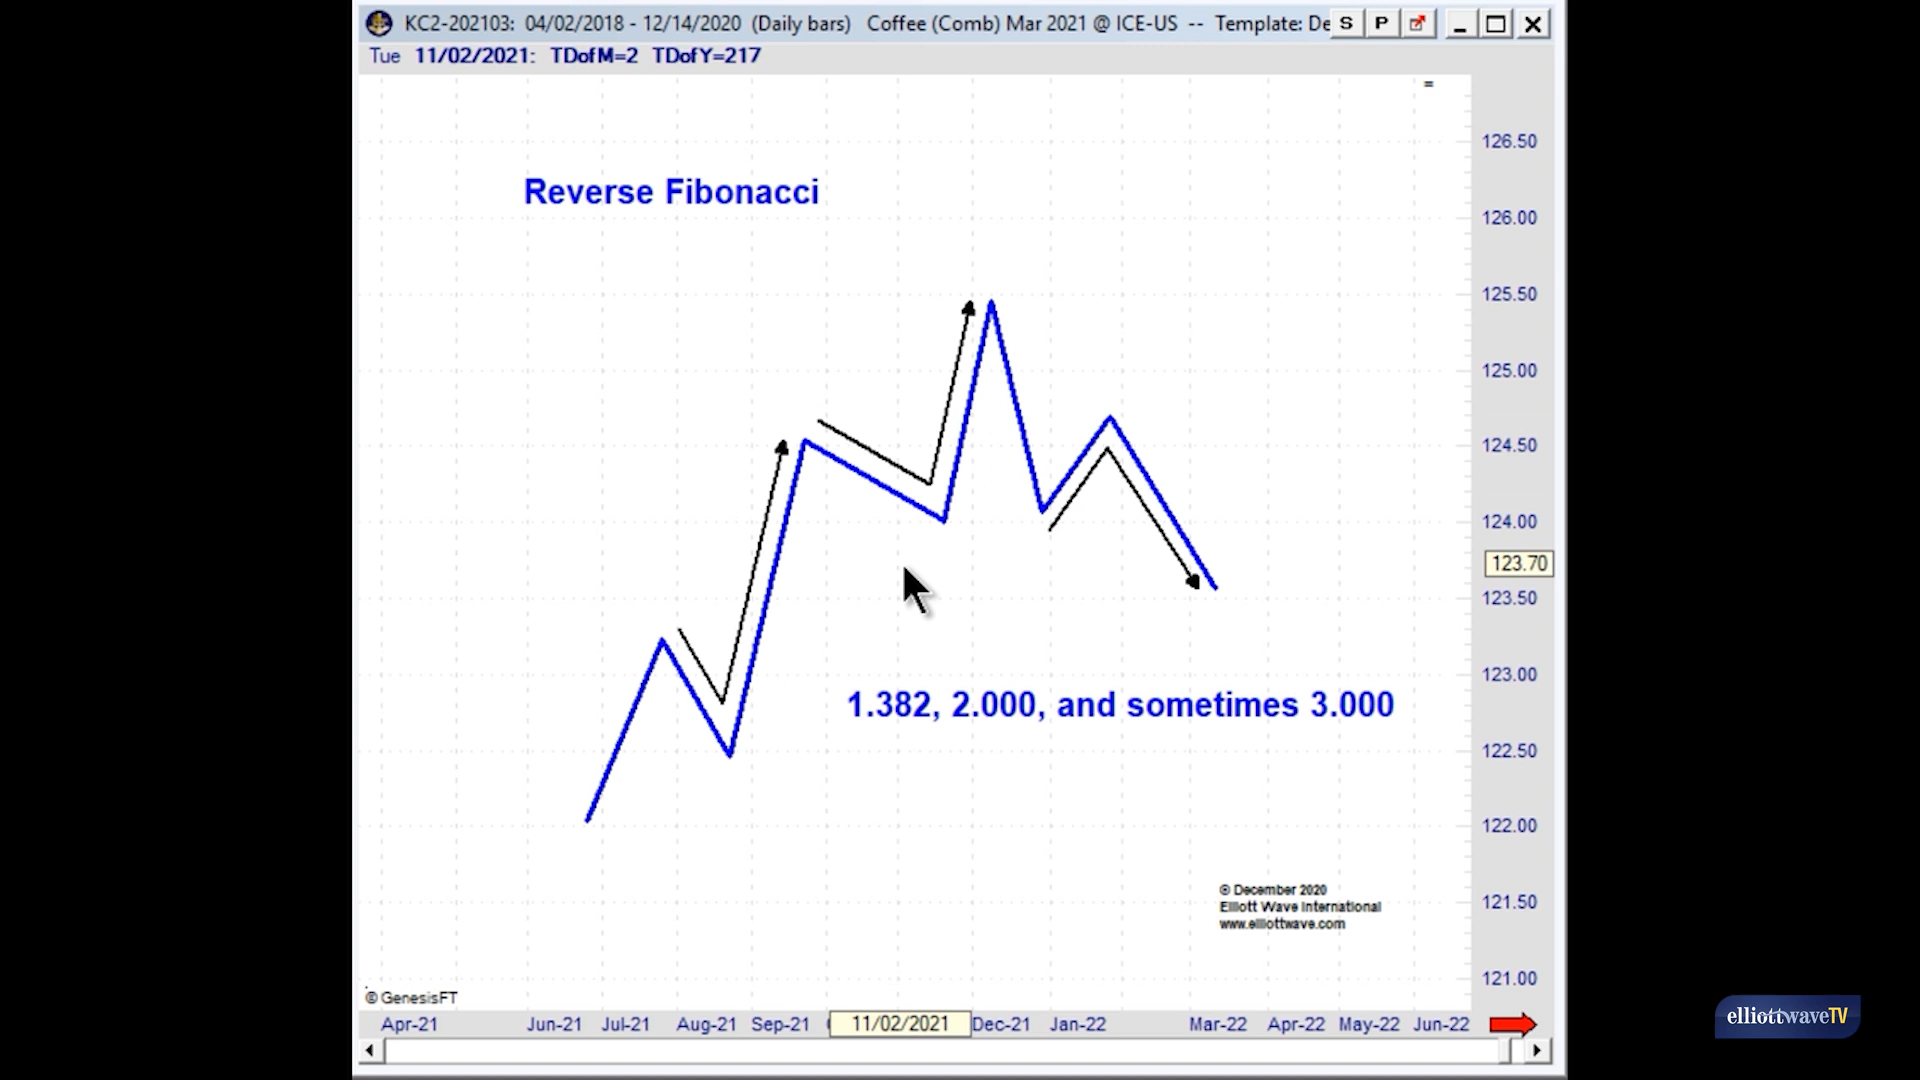 KC2-202103: 04/02/2018 - 12/14/2020 (Daily bars) Coffee (Comb) Mar 2021 @ ICE-US -- Template: De S P
Tue 11/02/2021: TDofM=2 TDofY=217
=
126.50
Reverse Fibonacci
126.00
125.50
125.00
124.50
124.00
123.70
123.50
123.00
1.382, 2.000, and sometimes 3.000
122.50
122.00
© December 2020
Elliott Wave International
www.elliottwave.com
121.50
121.00
© GenesisFT
Apr-21 Jun-21 Jul-21 Aug-21 Sep-21 11/02/2021 Dec-21 Jan-22 Mar-22 Apr-22 May-22 Jun-22
elliottwaveTV